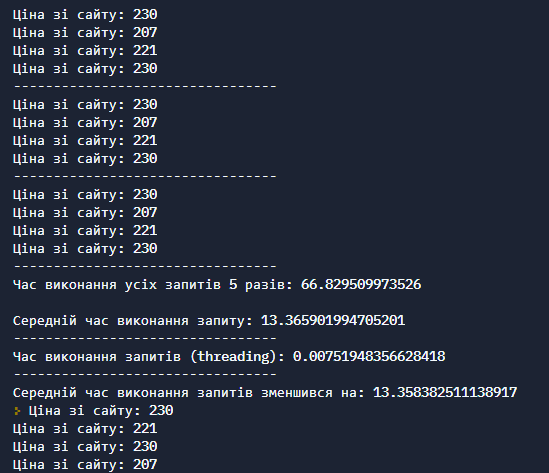 Ціна зі сайту: 230
Ціна зі сайту: 207
Ціна зі сайту: 221
Ціна зі сайту: 230
---------------------------------
Ціна зі сайту: 230
Ціна зі сайту: 207
Ціна зі сайту: 221
Ціна зі сайту: 230
---------------------------------
Ціна зі сайту: 230
Ціна зі сайту: 207
Ціна зі сайту: 221
Ціна зі сайту: 230
---------------------------------
Час виконання усіх запитів 5 разів: 66.829509973526
Середній час виконання запиту: 13.365901994705201
---------------------------------
Час виконання запитів (threading): 0.00751948356628418
---------------------------------
Середній час виконання запитів зменшився на: 13.358382511138917
Ціна зі сайту: 230
Ціна зі сайту: 221
Ціна зі сайту: 230
Ціна зі сайту: 207